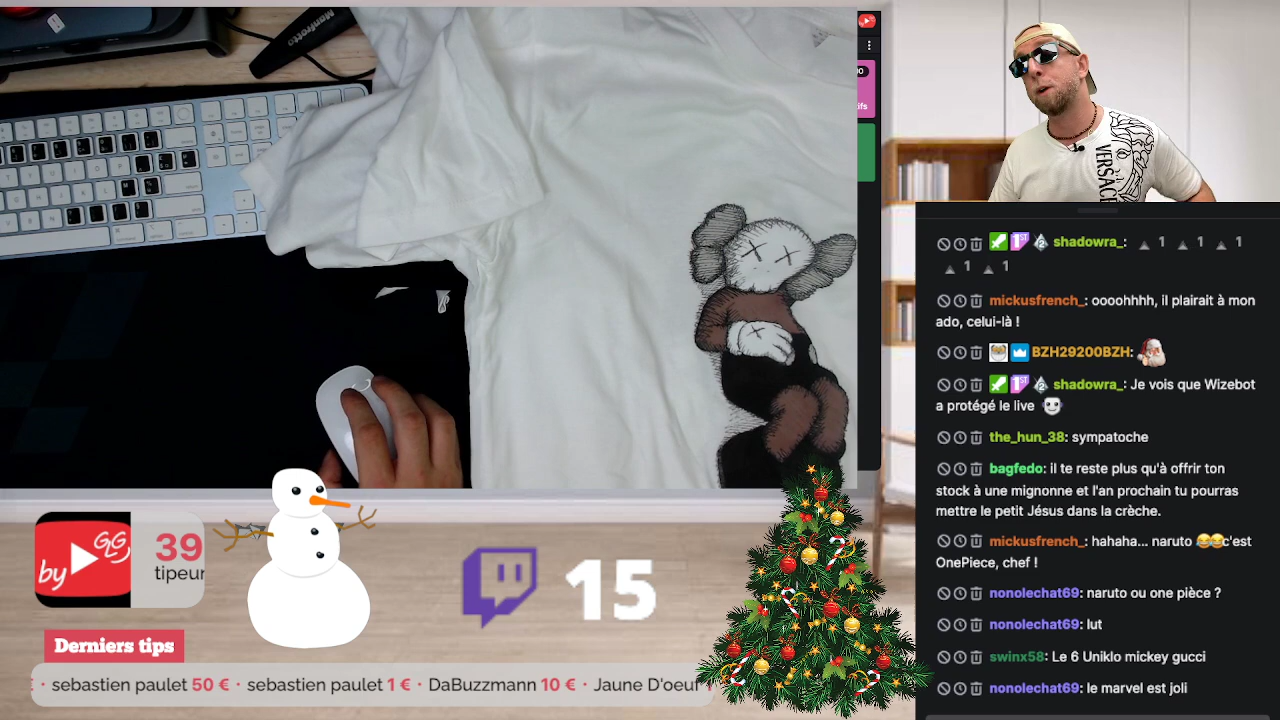 Manfrotto
ifs
VERSACE
shadowra_: 1 1 1
1 1
mickusfrench_: oooohhhh, il plairait à mon
ado, celui-là !
BZH29200BZH:
shadowra_: Je vois que Wizebot
a protégé le live
the_hun_38: sympatoche
bagfedo: il te reste plus qu'à offrir ton
stock à une mignonne et l'an prochain tu pourras
mettre le petit Jésus dans la crèche.
mickusfrench_: hahaha... naruto 😂😂c'est
OnePiece, chef !
nonolechat69: naruto ou one pièce ?
nonolechat69: lut
swinx58: Le 6 Uniklo mickey gucci
nonolechat69: le marvel est joli
by GLG
39
tipeur
15
Derniers tips
€ · sebastien paulet 50 € · sebastien paulet 1 € · DaBuzzmann 10 € · Jaune D'oeuf